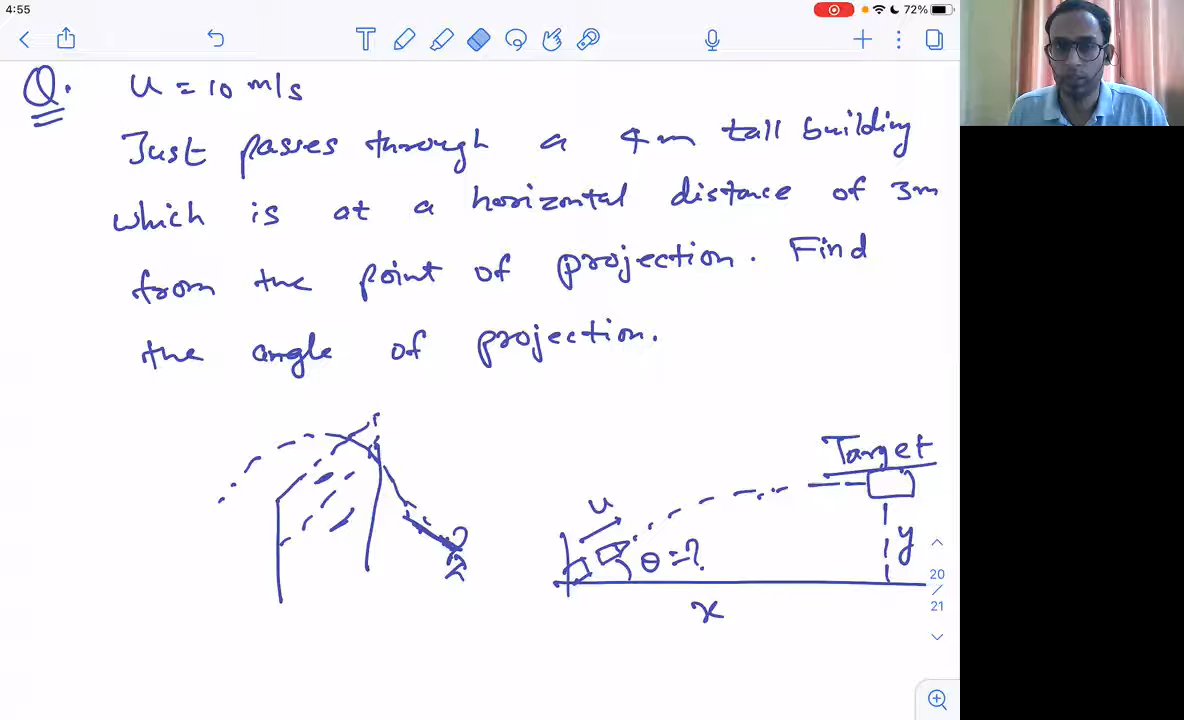 4:55
72%
Q. u = 10 m/s
Just passes through a 4m tall building
which is at a horizontal distance of 3m
from the point of projection. Find
the angle of projection.
Target
u
θ = ?
y
x
20
/
21